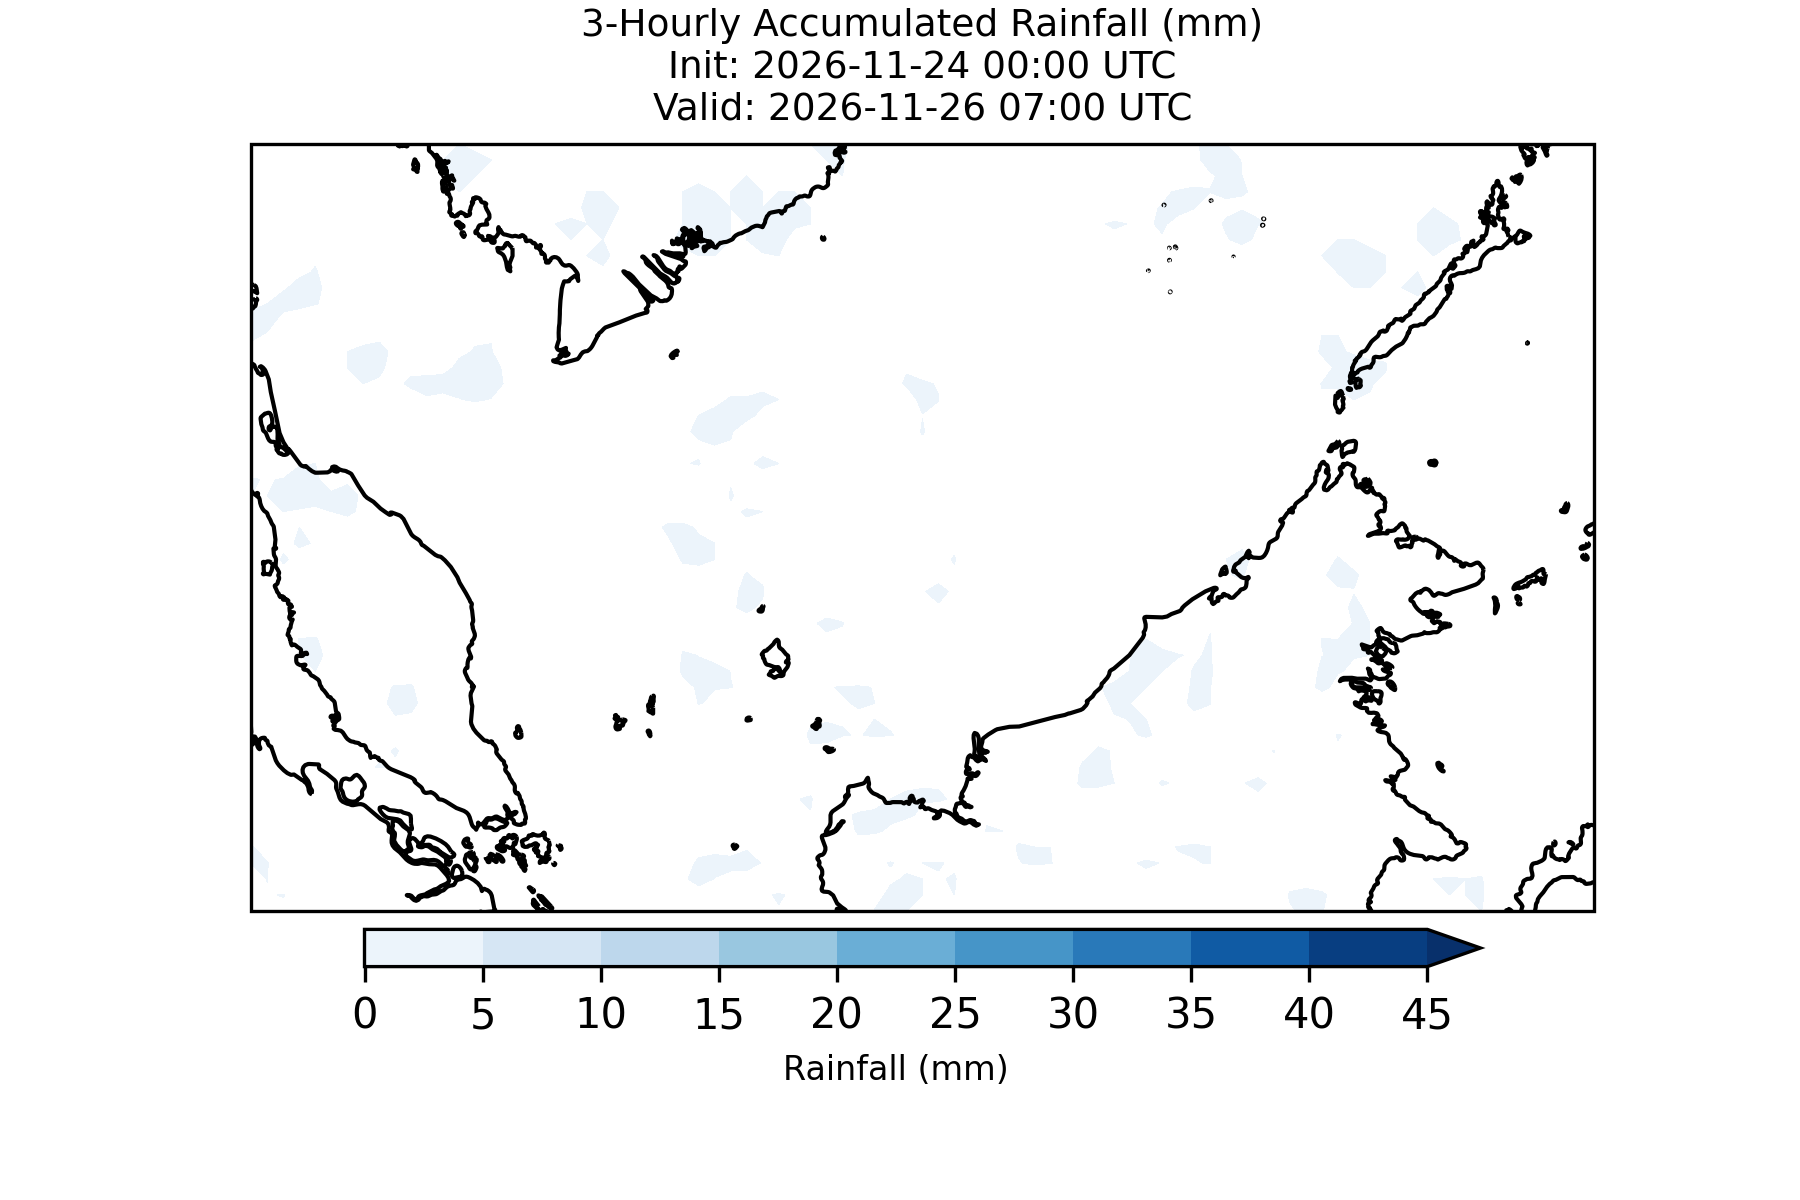 3-Hourly Accumulated Rainfall (mm)
Init: 2026-11-24 00:00 UTC
Valid: 2026-11-26 07:00 UTC
0 5 10 15 20 25 30 35 40 45
Rainfall (mm)